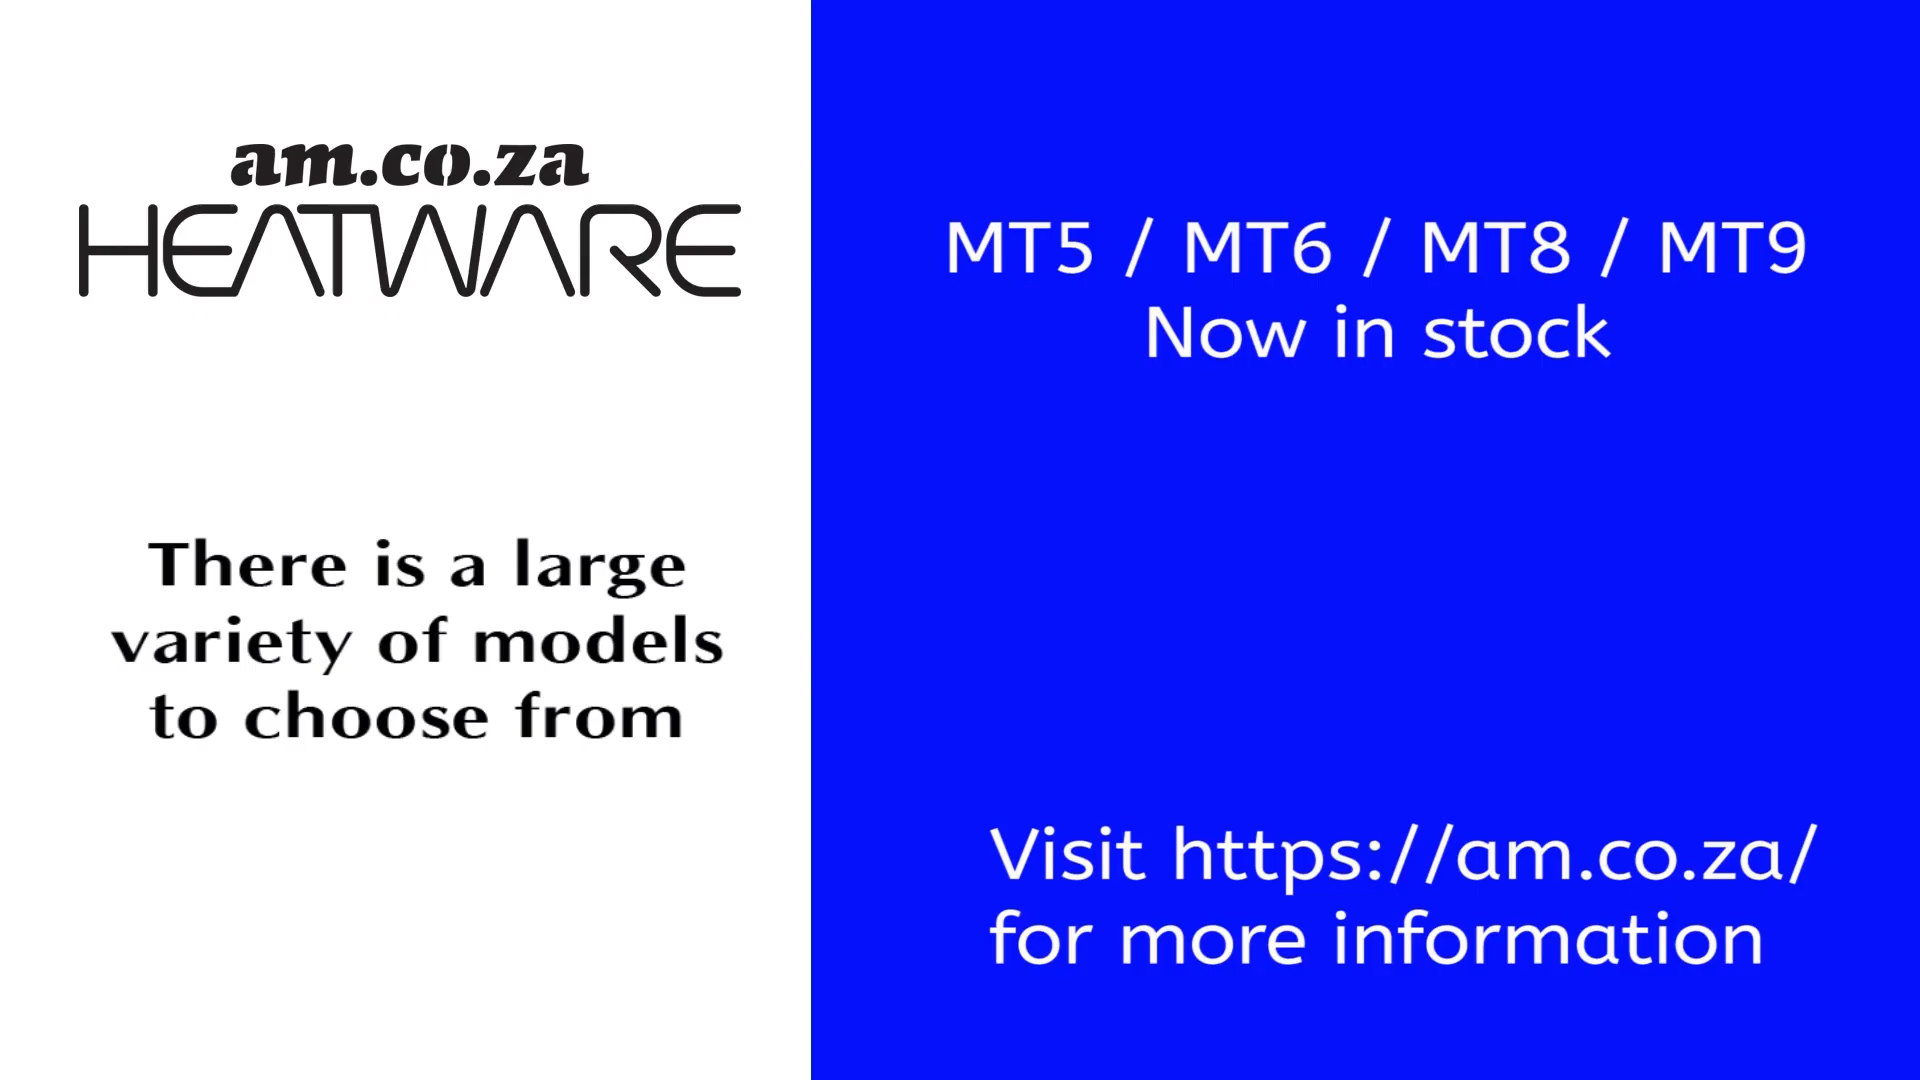 am.co.za
HEATWARE
There is a large
variety of models
to choose from
MT5 / MT6 / MT8 / MT9
Now in stock
Visit https://am.co.za/
for more information